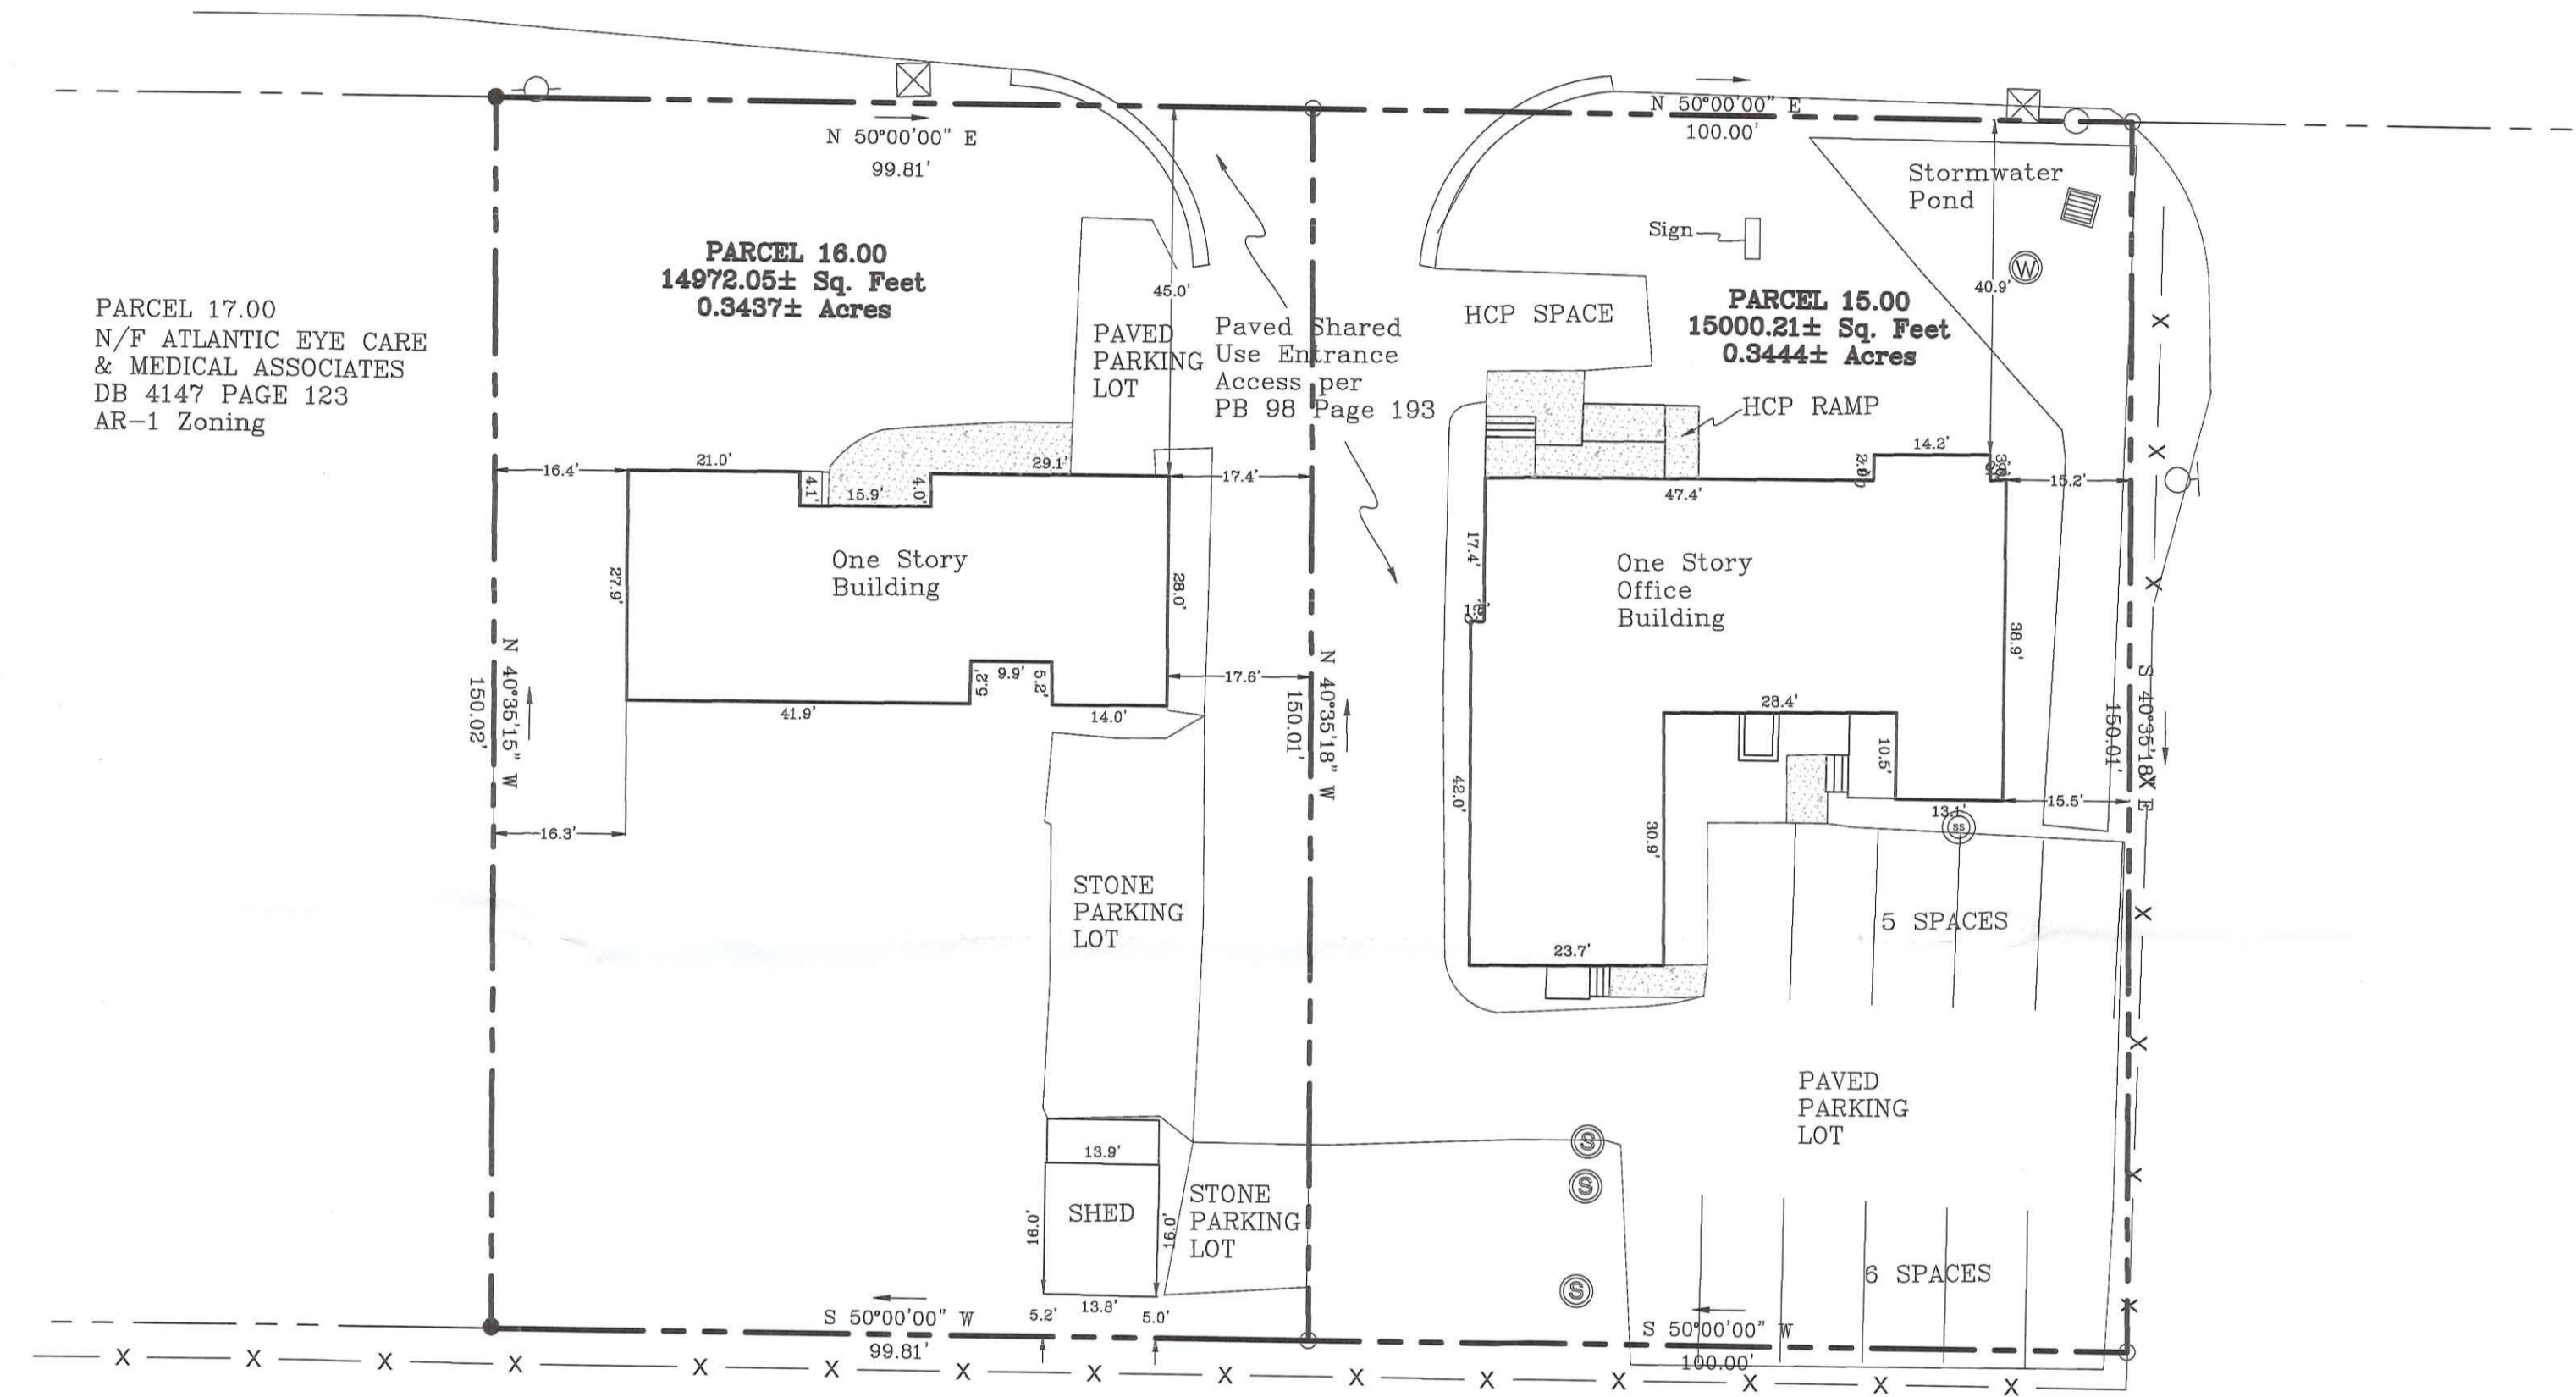 N 50°00'00" E
99.81'
N 50°00'00" E
100.00'
Stormwater
Pond
Sign
W
40.9'
45.0'
PARCEL 16.00
14972.05± Sq. Feet
0.3437± Acres
PARCEL 17.00
N/F ATLANTIC EYE CARE
& MEDICAL ASSOCIATES
DB 4147 PAGE 123
AR-1 Zoning
PAVED
PARKING
LOT
Paved Shared
Use Entrance
Access per
PB 98 Page 193
HCP SPACE
PARCEL 15.00
15000.21± Sq. Feet
0.3444± Acres
HCP RAMP
16.4'
21.0'
4.1'
15.9'
4.0'
29.1'
17.4'
47.4'
14.2'
15.2'
27.9'
One Story
Building
28.0'
17.4'
One Story
Office
Building
38.9'
N 40°35'15" W
150.02'
41.9'
5.2'
9.9'
5.2'
14.0'
17.6'
N 40°35'18" W
150.01'
42.0'
28.4'
10.5'
30.9'
13.1'
15.5'
S 40°35'18" E
150.01'
16.3'
SS
STONE
PARKING
LOT
23.7'
5 SPACES
PAVED
PARKING
LOT
13.9'
SHED
16.0'
16.0'
13.8'
5.2'
5.0'
STONE
PARKING
LOT
S
S
S
6 SPACES
S 50°00'00" W
99.81'
S 50°00'00" W
100.00'
X X X X X X X X X X X X X X X